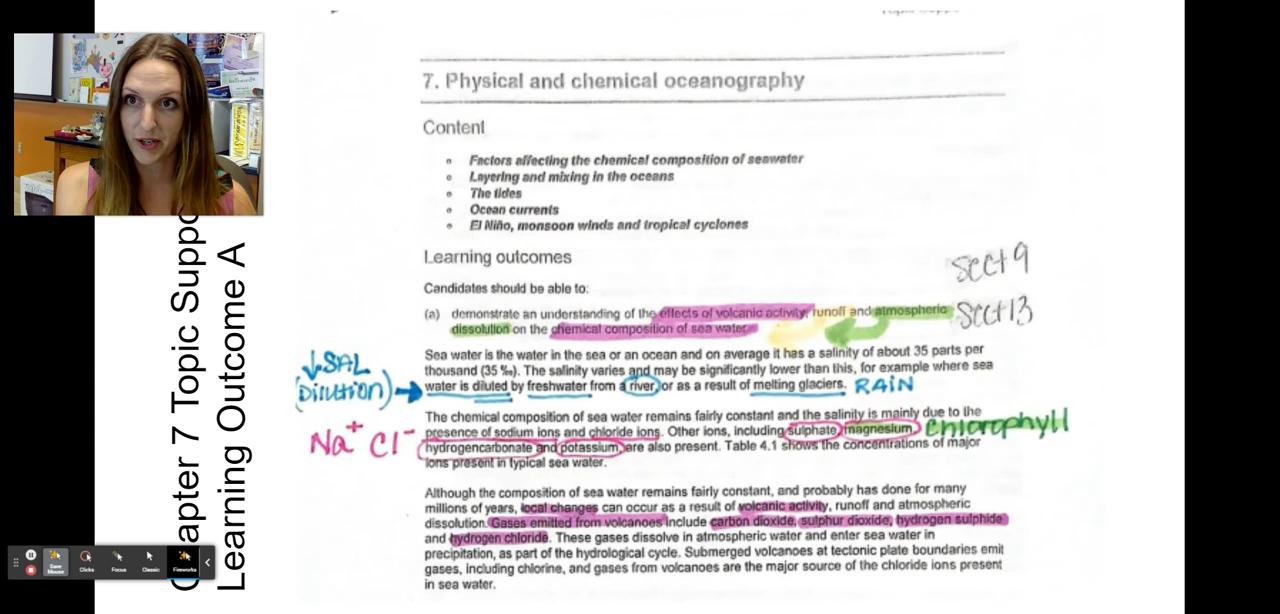 7. Physical and chemical oceanography
Content
Factors affecting the chemical composition of seawater
Layering and mixing in the oceans
The tides
Ocean currents
El Niño, monsoon winds and tropical cyclones
Learning outcomes
Sect 9
Candidates should be able to:
(a) demonstrate an understanding of the effects of volcanic activity, runoff and atmospheric Sect 13
dissolution on the chemical composition of sea water.
Sea water is the water in the sea or an ocean and on average it has a salinity of about 35 parts per
thousand (35 ‰). The salinity varies and may be significantly lower than this, for example where sea
water is diluted by freshwater from a river, or as a result of melting glaciers. RAIN
↓SAL
(Dilution)
The chemical composition of sea water remains fairly constant and the salinity is mainly due to the
presence of sodium ions and chloride ions. Other ions, including sulphate, magnesium, Chlorophyll
hydrogencarbonate and potassium, are also present. Table 4.1 shows the concentrations of major
ions present in typical sea water.
Na⁺ Cl⁻
Although the composition of sea water remains fairly constant, and probably has done for many
millions of years, local changes can occur as a result of volcanic activity, runoff and atmospheric
dissolution. Gases emitted from volcanoes include carbon dioxide, sulphur dioxide, hydrogen sulphide
and hydrogen chloride. These gases dissolve in atmospheric water and enter sea water in
precipitation, as part of the hydrological cycle. Submerged volcanoes at tectonic plate boundaries emit
gases, including chlorine, and gases from volcanoes are the major source of the chloride ions present
in sea water.
Chapter 7 Topic Suppo
Learning Outcome A
Save Mouse
Clicks
Focus
Classic
Fireworks